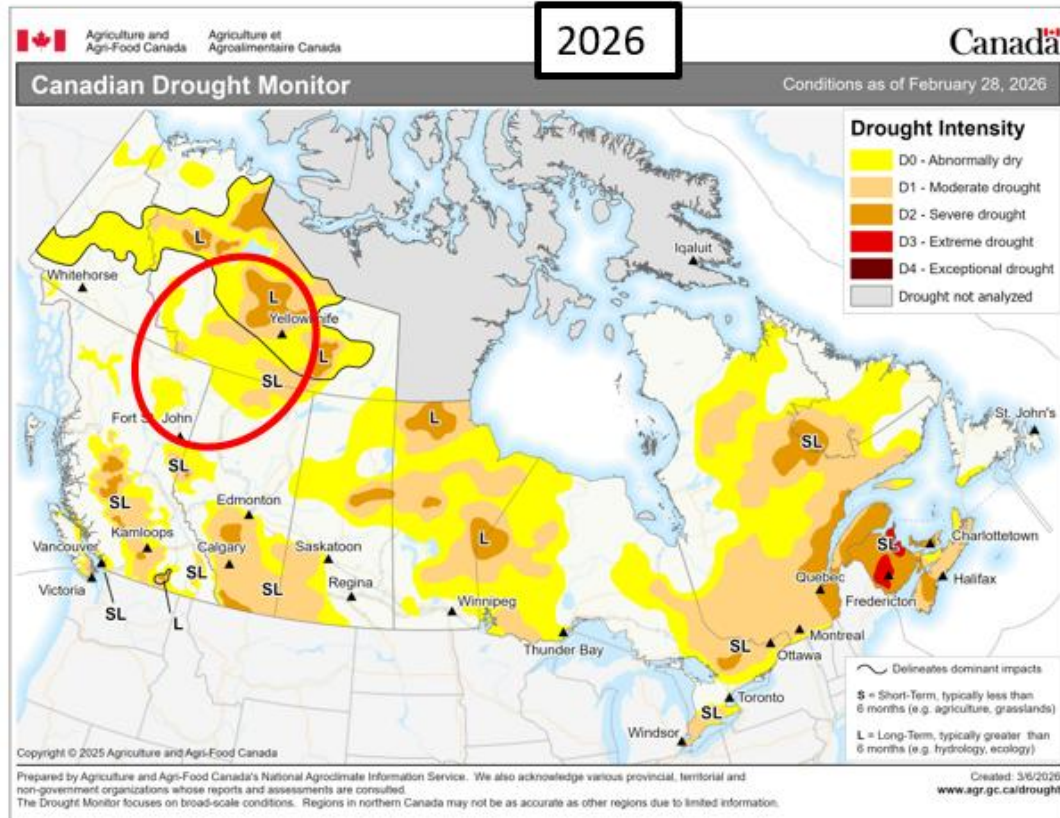 2026
Agriculture and
Agri-Food Canada
Agriculture et
Agroalimentaire Canada
Canada
Canadian Drought Monitor
Conditions as of February 28, 2026
Drought Intensity
D0 - Abnormally dry
D1 - Moderate drought
D2 - Severe drought
D3 - Extreme drought
D4 - Exceptional drought
Drought not analyzed
Iqaluit
L
Whitehorse
L
Yellowknife
L
SL
L
Fort St. John
St. John's
SL
SL
Edmonton
SL
L
SL
Charlottetown
Kamloops
Vancouver
Calgary
Saskatoon
SL
SL
Regina
Quebec
Halifax
Victoria
Fredericton
Winnipeg
SL
L
Montreal
Thunder Bay
SL
Ottawa
Toronto
SL
Windsor
Delineates dominant impacts
S = Short-Term, typically less than
6 months (e.g. agriculture, grasslands)
L = Long-Term, typically greater than
6 months (e.g. hydrology, ecology)
Copyright © 2025 Agriculture and Agri-Food Canada
Prepared by Agriculture and Agri-Food Canada's National Agroclimate Information Service. We also acknowledge various provincial, territorial and
non-government organizations whose reports and assessments are consulted.
The Drought Monitor focuses on broad-scale conditions. Regions in northern Canada may not be as accurate as other regions due to limited information.
Created: 3/6/2026
www.agr.gc.ca/drought